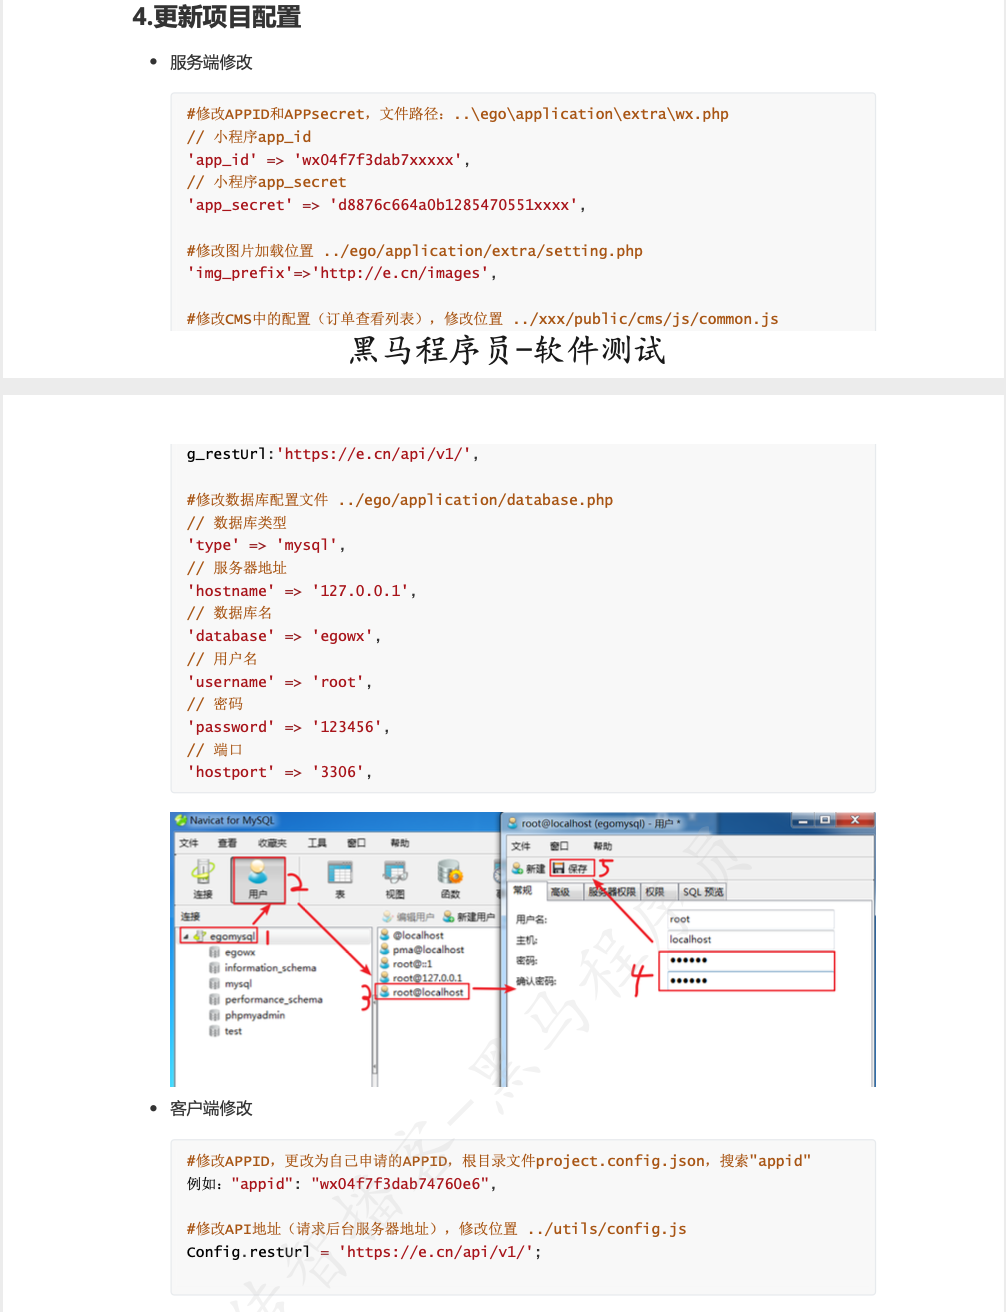 4.更新项目配置
• 服务端修改
#修改APPID和APPsecret，文件路径：..\ego\application\extra\wx.php
// 小程序app_id
'app_id' => 'wx04f7f3dab7xxxxx',
// 小程序app_secret
'app_secret' => 'd8876c664a0b1285470551xxxx',
#修改图片加载位置 ../ego/application/extra/setting.php
'img_prefix'=>'http://e.cn/images',
#修改CMS中的配置（订单查看列表），修改位置 ../xxx/public/cms/js/common.js
黑马程序员-软件测试
g_restUrl:'https://e.cn/api/v1/',
#修改数据库配置文件 ../ego/application/database.php
// 数据库类型
'type' => 'mysql',
// 服务器地址
'hostname' => '127.0.0.1',
// 数据库名
'database' => 'egowx',
// 用户名
'username' => 'root',
// 密码
'password' => '123456',
// 端口
'hostport' => '3306',
Navicat for MySQL
文件 查看 收藏夹 工具 窗口 帮助
连接 用户 2 表 视图 函数
连接
编辑用户 新建用户
egomysql 1
egowx
information_schema
mysql
performance_schema
phpmyadmin
test
@localhost
pma@localhost
root@::1
root@127.0.0.1
3 root@localhost
root@localhost (egomysql) - 用户 *
文件 窗口 帮助
新建 保存 5
常规 高级 服务器权限 权限 SQL 预览
用户名: root
主机: localhost
密码: ●●●●●●
4
确认密码: ●●●●●●
• 客户端修改
#修改APPID，更改为自己申请的APPID，根目录文件project.config.json，搜索"appid"
例如："appid": "wx04f7f3dab74760e6",
#修改API地址（请求后台服务器地址），修改位置 ../utils/config.js
Config.restUrl = 'https://e.cn/api/v1/';
传智播客-黑马程序员